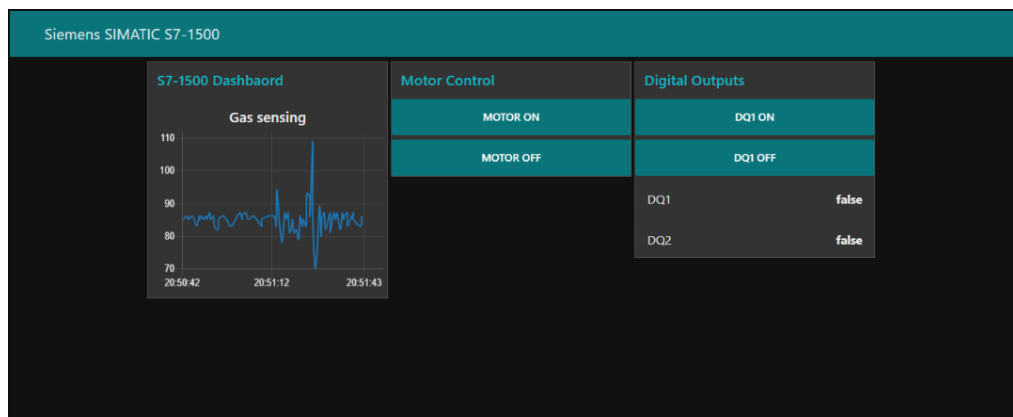 Siemens SIMATIC S7-1500
S7-1500 Dashbaord
Gas sensing
110
100
90
80
70
20:50:42 20:51:12 20:51:43
Motor Control
MOTOR ON
MOTOR OFF
Digital Outputs
DQ1 ON
DQ1 OFF
DQ1 false
DQ2 false